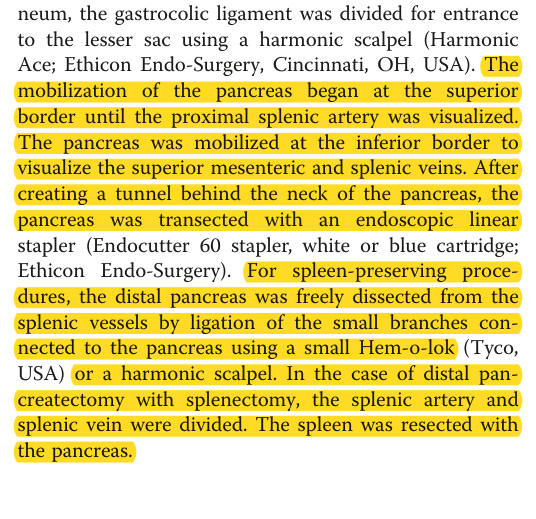 neum, the gastrocolic ligament was divided for entrance
to the lesser sac using a harmonic scalpel (Harmonic
Ace; Ethicon Endo-Surgery, Cincinnati, OH, USA). The
mobilization of the pancreas began at the superior
border until the proximal splenic artery was visualized.
The pancreas was mobilized at the inferior border to
visualize the superior mesenteric and splenic veins. After
creating a tunnel behind the neck of the pancreas, the
pancreas was transected with an endoscopic linear
stapler (Endocutter 60 stapler, white or blue cartridge;
Ethicon Endo-Surgery). For spleen-preserving proce-
dures, the distal pancreas was freely dissected from the
splenic vessels by ligation of the small branches con-
nected to the pancreas using a small Hem-o-lok (Tyco,
USA) or a harmonic scalpel. In the case of distal pan-
createctomy with splenectomy, the splenic artery and
splenic vein were divided. The spleen was resected with
the pancreas.